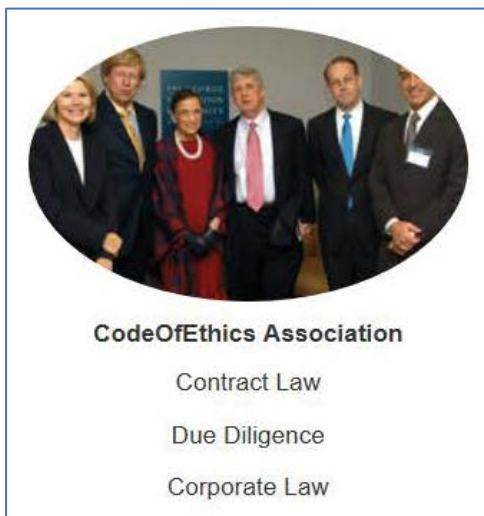 CodeOfEthics Association
Contract Law
Due Diligence
Corporate Law